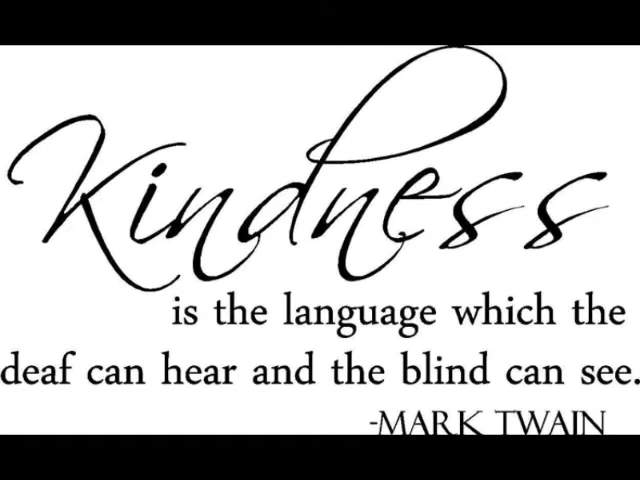 Kindness
is the language which the
deaf can hear and the blind can see.
-MARK TWAIN